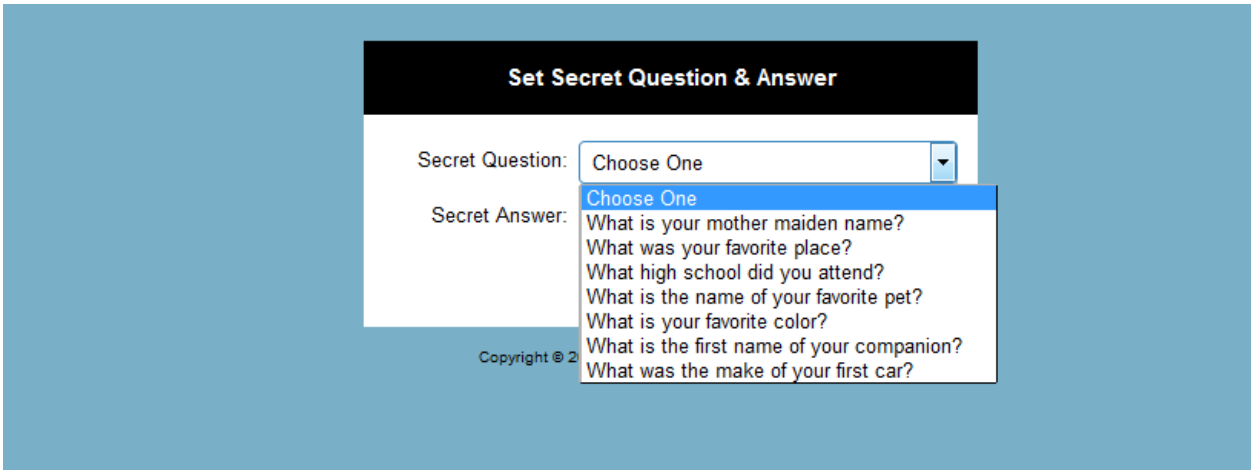 Set Secret Question & Answer
Secret Question: Choose One
Choose One
Secret Answer: What is your mother maiden name?
What was your favorite place?
What high school did you attend?
What is the name of your favorite pet?
What is your favorite color?
What is the first name of your companion?
Copyright ©
What was the make of your first car?